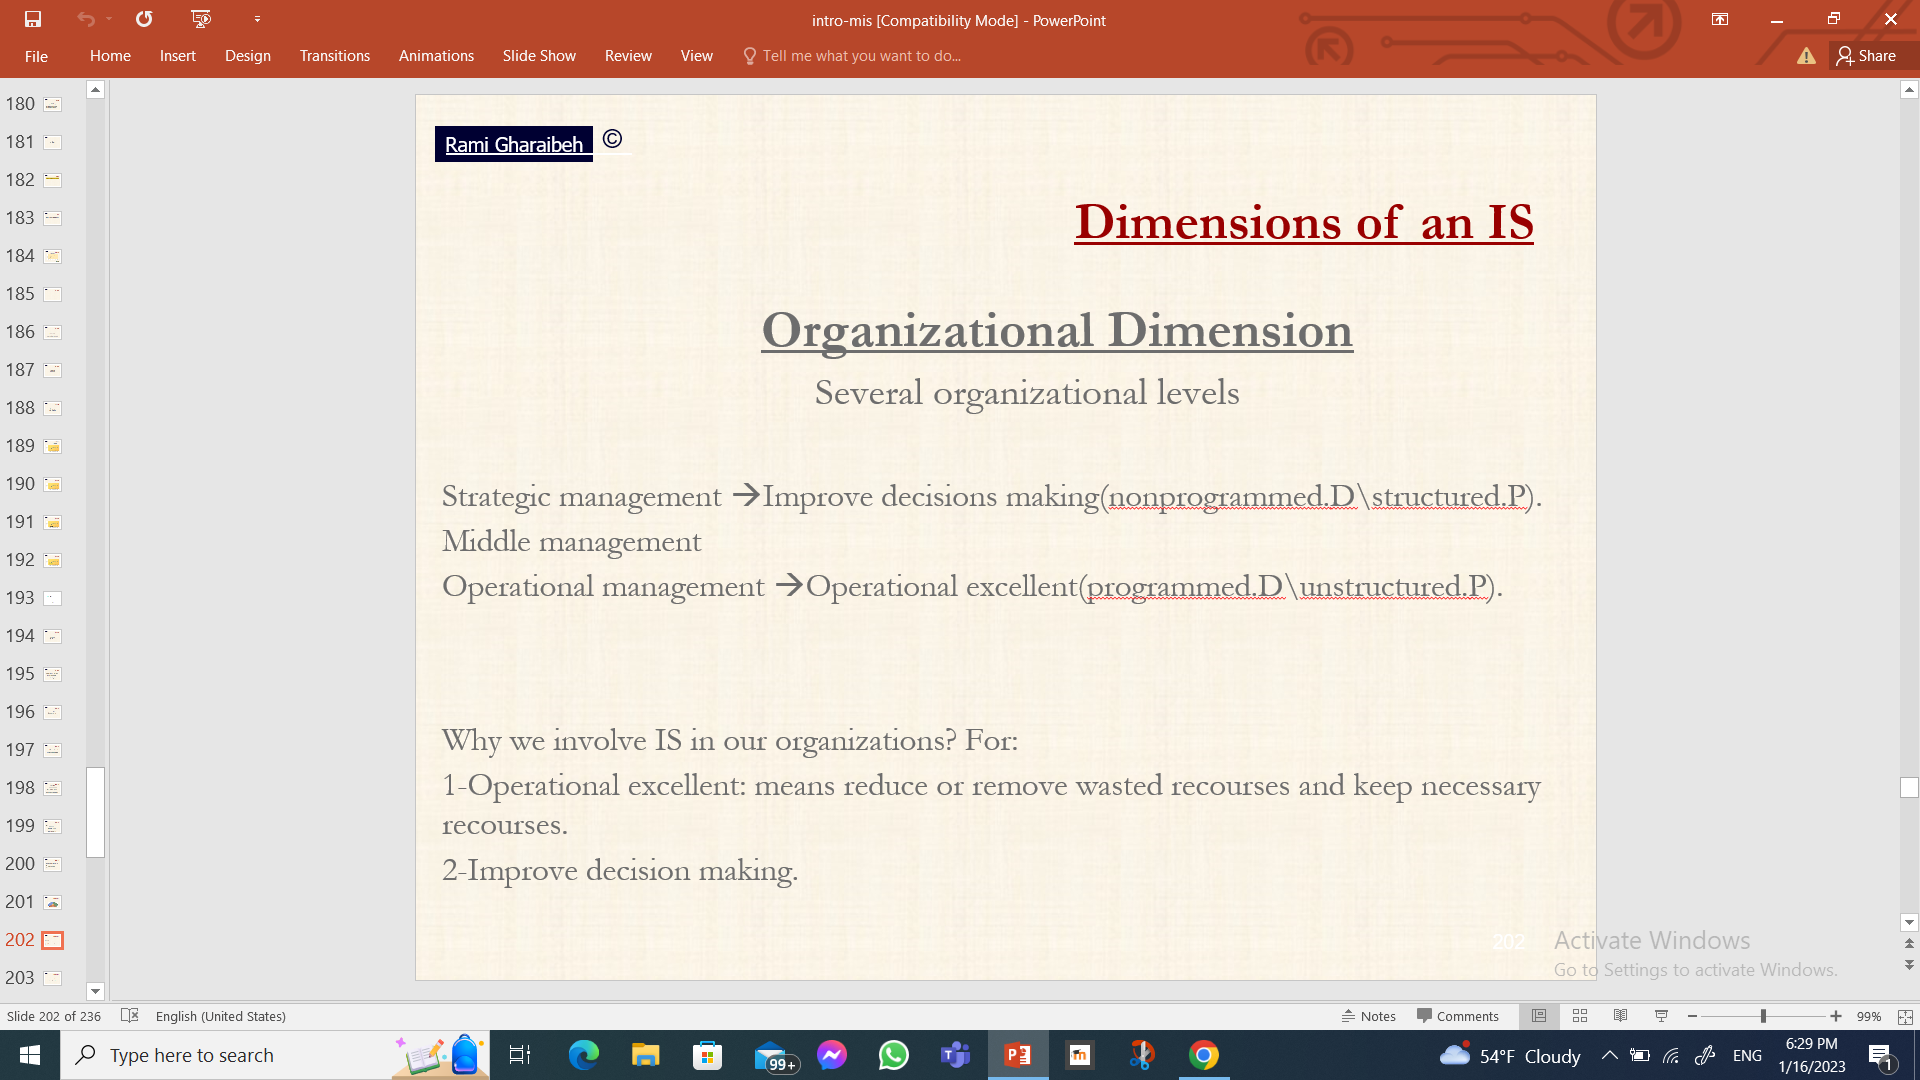 intro-mis [Compatibility Mode] - PowerPoint
File Home Insert Design Transitions Animations Slide Show Review View Tell me what you want to do... Share
180
181
182
183
184
185
186
187
188
189
190
191
192
193
194
195
196
197
198
199
200
201
202
203
Rami Gharaibeh ©
Dimensions of an IS
Organizational Dimension
Several organizational levels
Strategic management →Improve decisions making(nonprogrammed.D\structured.P).
Middle management
Operational management →Operational excellent(programmed.D\unstructured.P).
Why we involve IS in our organizations? For:
1-Operational excellent: means reduce or remove wasted recourses and keep necessary
recourses.
2-Improve decision making.
202
Activate Windows
Go to Settings to activate Windows.
Slide 202 of 236 English (United States) Notes Comments 99%
Type here to search 99+ 54°F Cloudy ENG 6:29 PM
1/16/2023 1